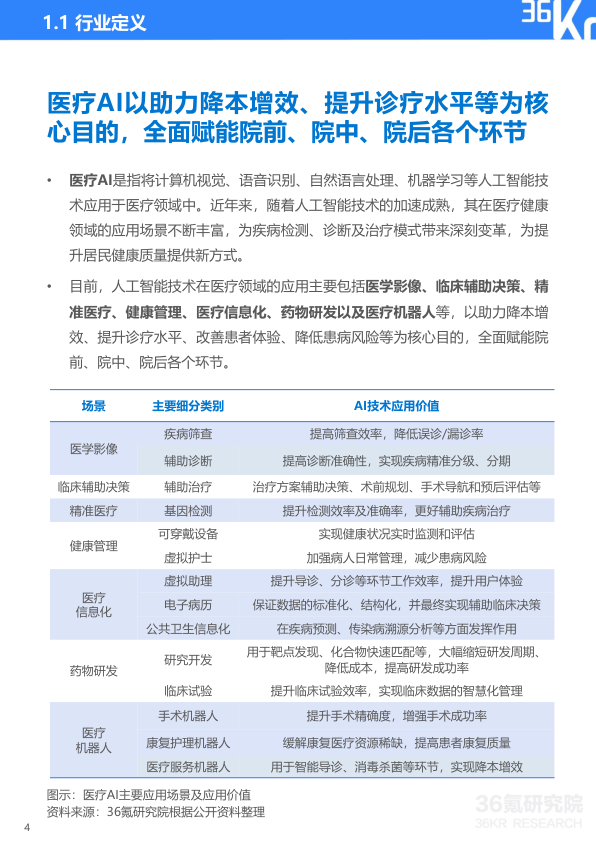 1.1 行业定义
36Kr
医疗AI以助力降本增效、提升诊疗水平等为核
心目的，全面赋能院前、院中、院后各个环节
• 医疗AI是指将计算机视觉、语音识别、自然语言处理、机器学习等人工智能技
术应用于医疗领域中。近年来，随着人工智能技术的加速成熟，其在医疗健康
领域的应用场景不断丰富，为疾病检测、诊断及治疗模式带来深刻变革，为提
升居民健康质量提供新方式。
• 目前，人工智能技术在医疗领域的应用主要包括医学影像、临床辅助决策、精
准医疗、健康管理、医疗信息化、药物研发以及医疗机器人等，以助力降本增
效、提升诊疗水平、改善患者体验、降低患病风险等为核心目的，全面赋能院
前、院中、院后各个环节。
场景 主要细分类别 AI技术应用价值
医学影像
疾病筛查 提高筛查效率，降低误诊/漏诊率
辅助诊断 提高诊断准确性，实现疾病精准分级、分期
临床辅助决策 辅助治疗 治疗方案辅助决策、术前规划、手术导航和预后评估等
精准医疗 基因检测 提升检测效率及准确率，更好辅助疾病治疗
健康管理
可穿戴设备 实现健康状况实时监测和评估
虚拟护士 加强病人日常管理，减少患病风险
医疗
信息化
虚拟助理 提升导诊、分诊等环节工作效率，提升用户体验
电子病历 保证数据的标准化、结构化，并最终实现辅助临床决策
公共卫生信息化 在疾病预测、传染病溯源分析等方面发挥作用
药物研发
研究开发 用于靶点发现、化合物快速匹配等，大幅缩短研发周期、
降低成本，提高研发成功率
临床试验 提升临床试验效率，实现临床数据的智慧化管理
医疗
机器人
手术机器人 提升手术精确度，增强手术成功率
康复护理机器人 缓解康复医疗资源稀缺，提高患者康复质量
医疗服务机器人 用于智能导诊、消毒杀菌等环节，实现降本增效
图示：医疗AI主要应用场景及应用价值
资料来源：36氪研究院根据公开资料整理
36氪研究院
36KR RESEARCH
4